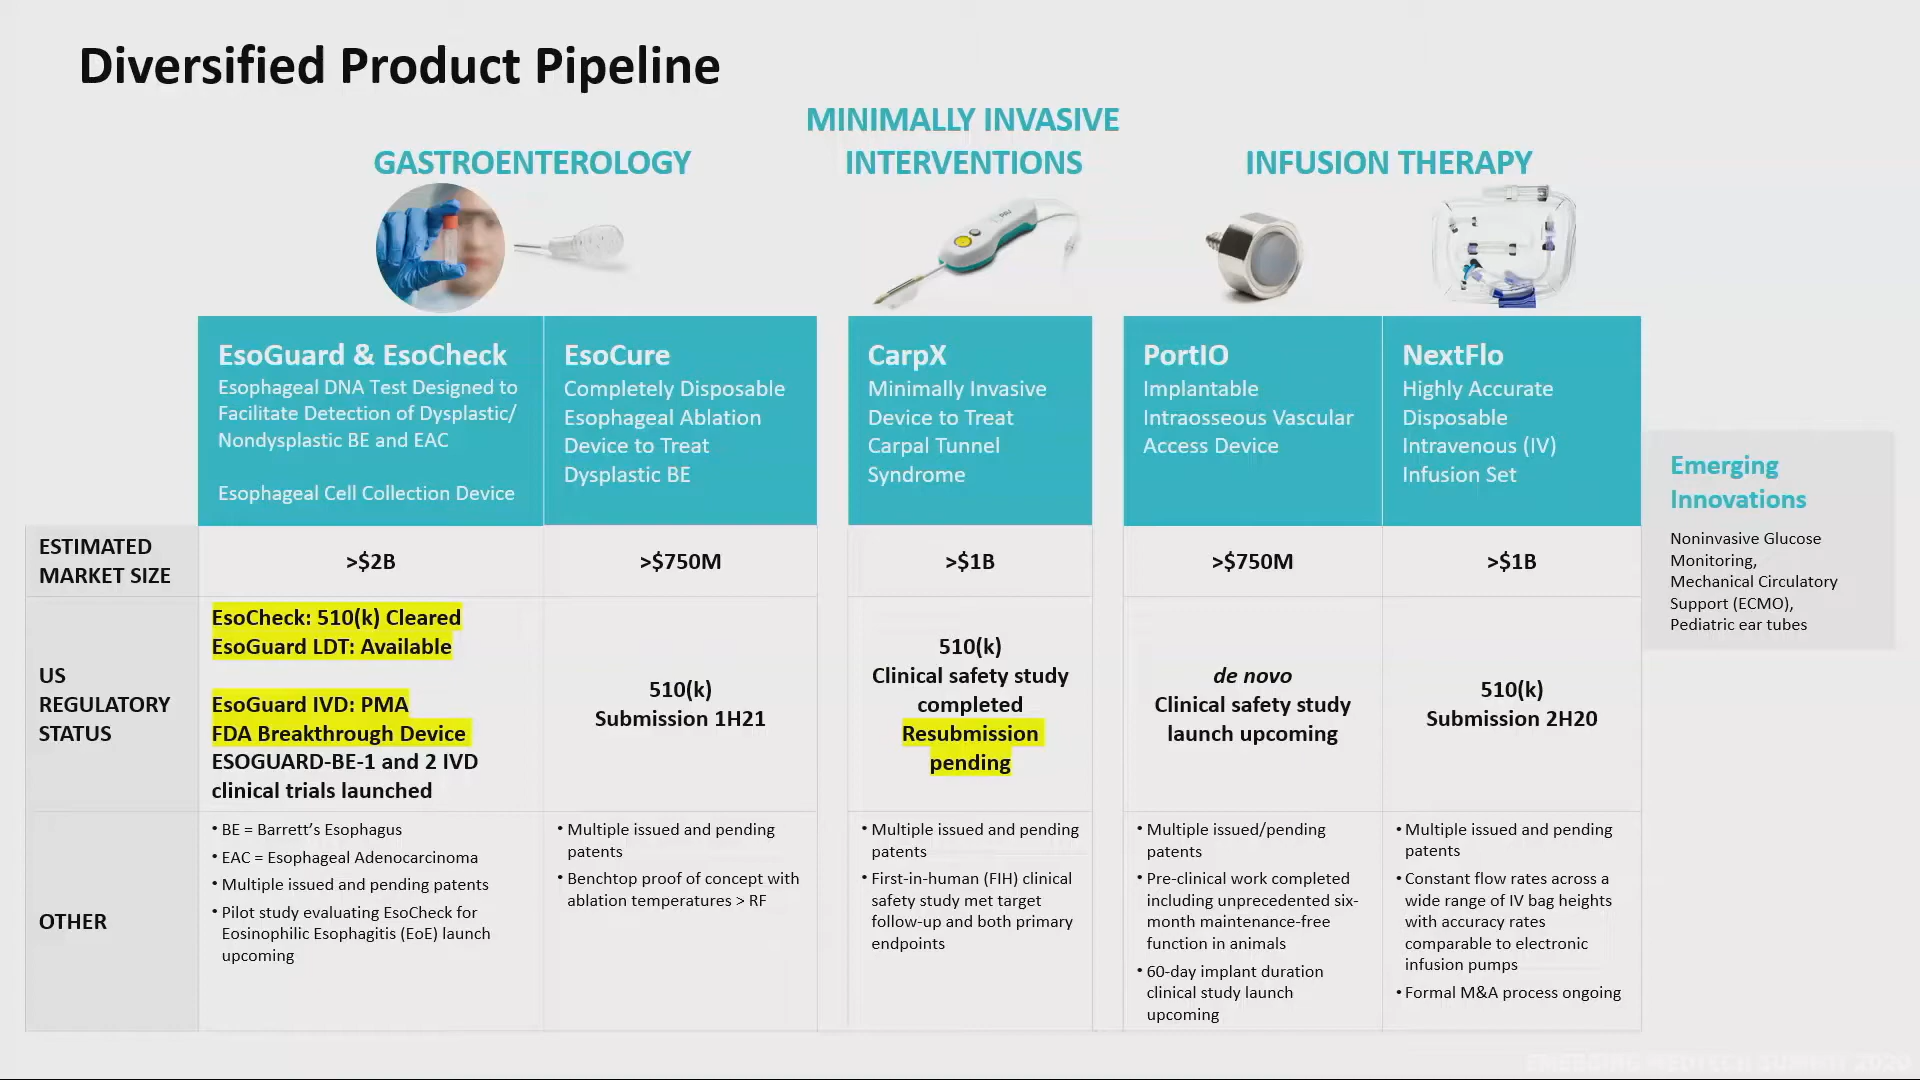 Diversified Product Pipeline
GASTROENTEROLOGY
MINIMALLY INVASIVE
INTERVENTIONS
INFUSION THERAPY
EsoGuard & EsoCheck
Esophageal DNA Test Designed to
Facilitate Detection of Dysplastic/
Nondysplastic BE and EAC
Esophageal Cell Collection Device
EsoCure
Completely Disposable
Esophageal Ablation
Device to Treat
Dysplastic BE
CarpX
Minimally Invasive
Device to Treat
Carpal Tunnel
Syndrome
PortIO
Implantable
Intraosseous Vascular
Access Device
NextFlo
Highly Accurate
Disposable
Intravenous (IV)
Infusion Set
Emerging
Innovations
Noninvasive Glucose
Monitoring,
Mechanical Circulatory
Support (ECMO),
Pediatric ear tubes
ESTIMATED
MARKET SIZE
>$2B
>$750M
>$1B
>$750M
>$1B
US
REGULATORY
STATUS
EsoCheck: 510(k) Cleared
EsoGuard LDT: Available
EsoGuard IVD: PMA
FDA Breakthrough Device
ESOGUARD-BE-1 and 2 IVD
clinical trials launched
510(k)
Submission 1H21
510(k)
Clinical safety study
completed
Resubmission
pending
de novo
Clinical safety study
launch upcoming
510(k)
Submission 2H20
OTHER
• BE = Barrett’s Esophagus
• EAC = Esophageal Adenocarcinoma
• Multiple issued and pending patents
• Pilot study evaluating EsoCheck for
Eosinophilic Esophagitis (EoE) launch
upcoming
• Multiple issued and pending
patents
• Benchtop proof of concept with
ablation temperatures > RF
• Multiple issued and pending
patents
• First-in-human (FIH) clinical
safety study met target
follow-up and both primary
endpoints
• Multiple issued/pending
patents
• Pre-clinical work completed
including unprecedented six-
month maintenance-free
function in animals
• 60-day implant duration
clinical study launch
upcoming
• Multiple issued and pending
patents
• Constant flow rates across a
wide range of IV bag heights
with accuracy rates
comparable to electronic
infusion pumps
• Formal M&A process ongoing
EMERGING MEDTECH SUMMIT 2020